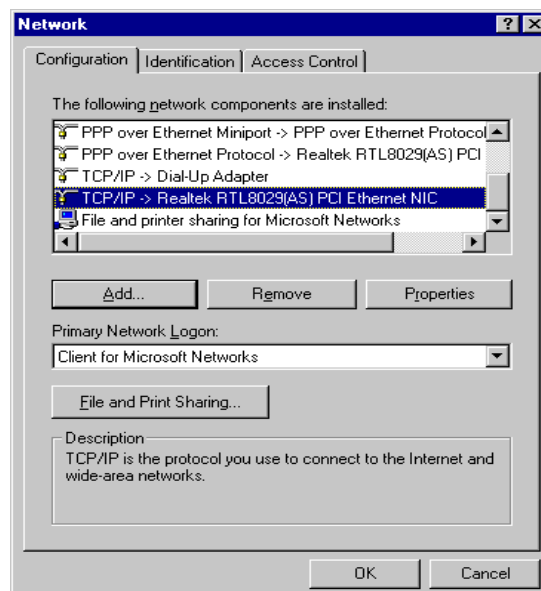 Network
Configuration Identification Access Control
The following network components are installed:
PPP over Ethernet Miniport -> PPP over Ethernet Protocol
PPP over Ethernet Protocol -> Realtek RTL8029(AS) PCI
TCP/IP -> Dial-Up Adapter
TCP/IP -> Realtek RTL8029(AS) PCI Ethernet NIC
File and printer sharing for Microsoft Networks
Add... Remove Properties
Primary Network Logon:
Client for Microsoft Networks
File and Print Sharing...
Description
TCP/IP is the protocol you use to connect to the Internet and
wide-area networks.
OK Cancel